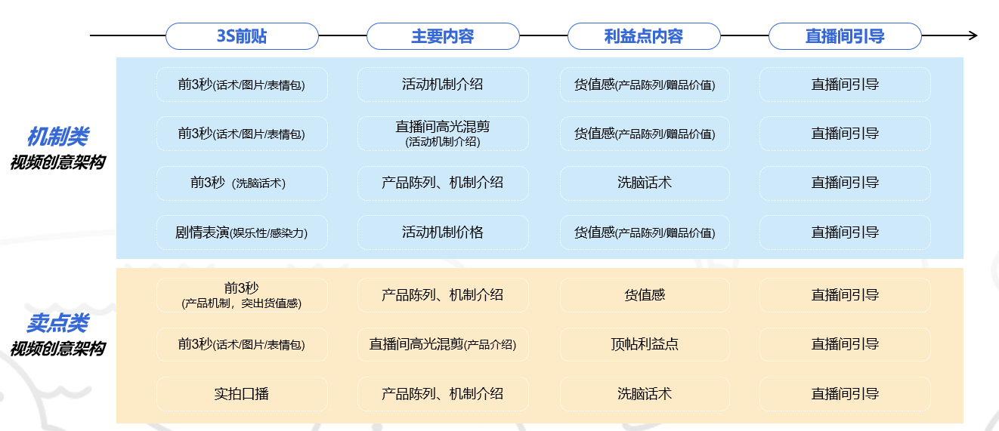 3S前贴
主要内容
利益点内容
直播间引导
机制类
视频创意架构
前3秒(话术/图片/表情包)
活动机制介绍
货值感(产品陈列/赠品价值)
直播间引导
前3秒(话术/图片/表情包)
直播间高光混剪
(活动机制介绍)
货值感(产品陈列/赠品价值)
直播间引导
前3秒（洗脑话术）
产品陈列、机制介绍
洗脑话术
直播间引导
剧情表演(娱乐性/感染力)
活动机制价格
货值感(产品陈列/赠品价值)
直播间引导
卖点类
视频创意架构
前3秒
(产品机制，突出货值感)
产品陈列、机制介绍
货值感
直播间引导
前3秒(话术/图片/表情包)
直播间高光混剪(产品介绍)
顶帖利益点
直播间引导
实拍口播
产品陈列、机制介绍
洗脑话术
直播间引导